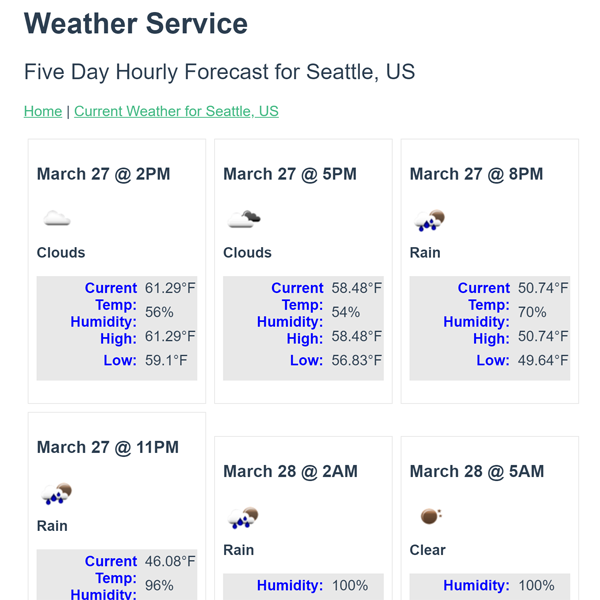 Weather Service
Five Day Hourly Forecast for Seattle, US
Home | Current Weather for Seattle, US
March 27 @ 2PM
Clouds
Current Temp: 61.29°F
Humidity: 56%
High: 61.29°F
Low: 59.1°F
March 27 @ 5PM
Clouds
Current Temp: 58.48°F
Humidity: 54%
High: 58.48°F
Low: 56.83°F
March 27 @ 8PM
Rain
Current Temp: 50.74°F
Humidity: 70%
High: 50.74°F
Low: 49.64°F
March 27 @ 11PM
Rain
Current Temp: 46.08°F
Humidity: 96%
March 28 @ 2AM
Rain
Humidity: 100%
March 28 @ 5AM
Clear
Humidity: 100%